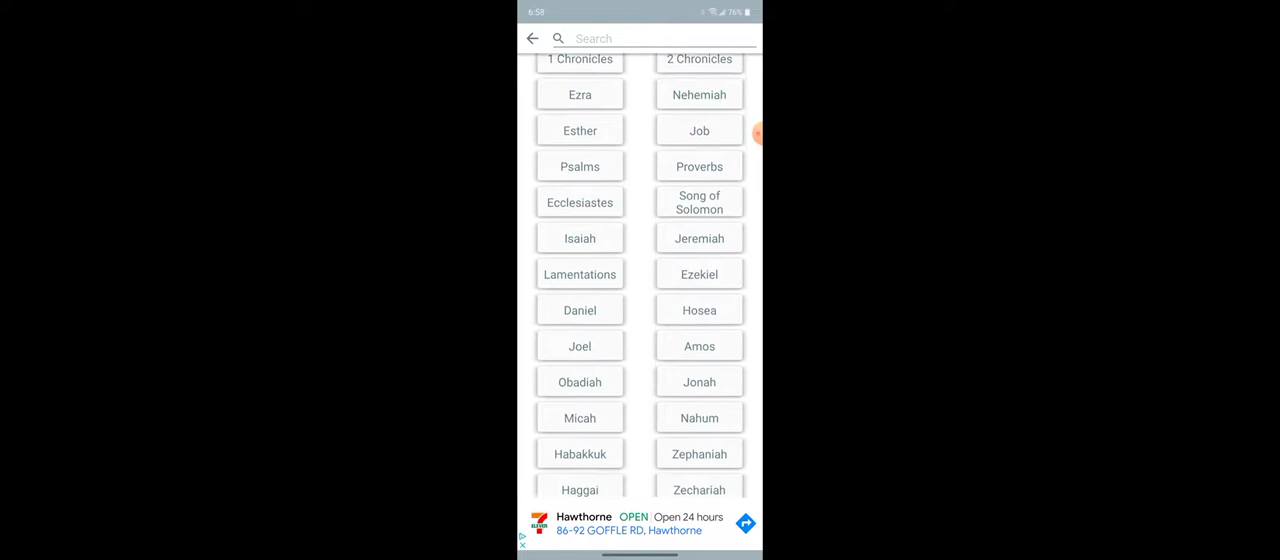 6:58 76%
Search
1 Chronicles 2 Chronicles
Ezra Nehemiah
Esther Job
Psalms Proverbs
Ecclesiastes Song of
Solomon
Isaiah Jeremiah
Lamentations Ezekiel
Daniel Hosea
Joel Amos
Obadiah Jonah
Micah Nahum
Habakkuk Zephaniah
Haggai Zechariah
7 ELEVEN
Hawthorne OPEN Open 24 hours
86-92 GOFFLE RD, Hawthorne